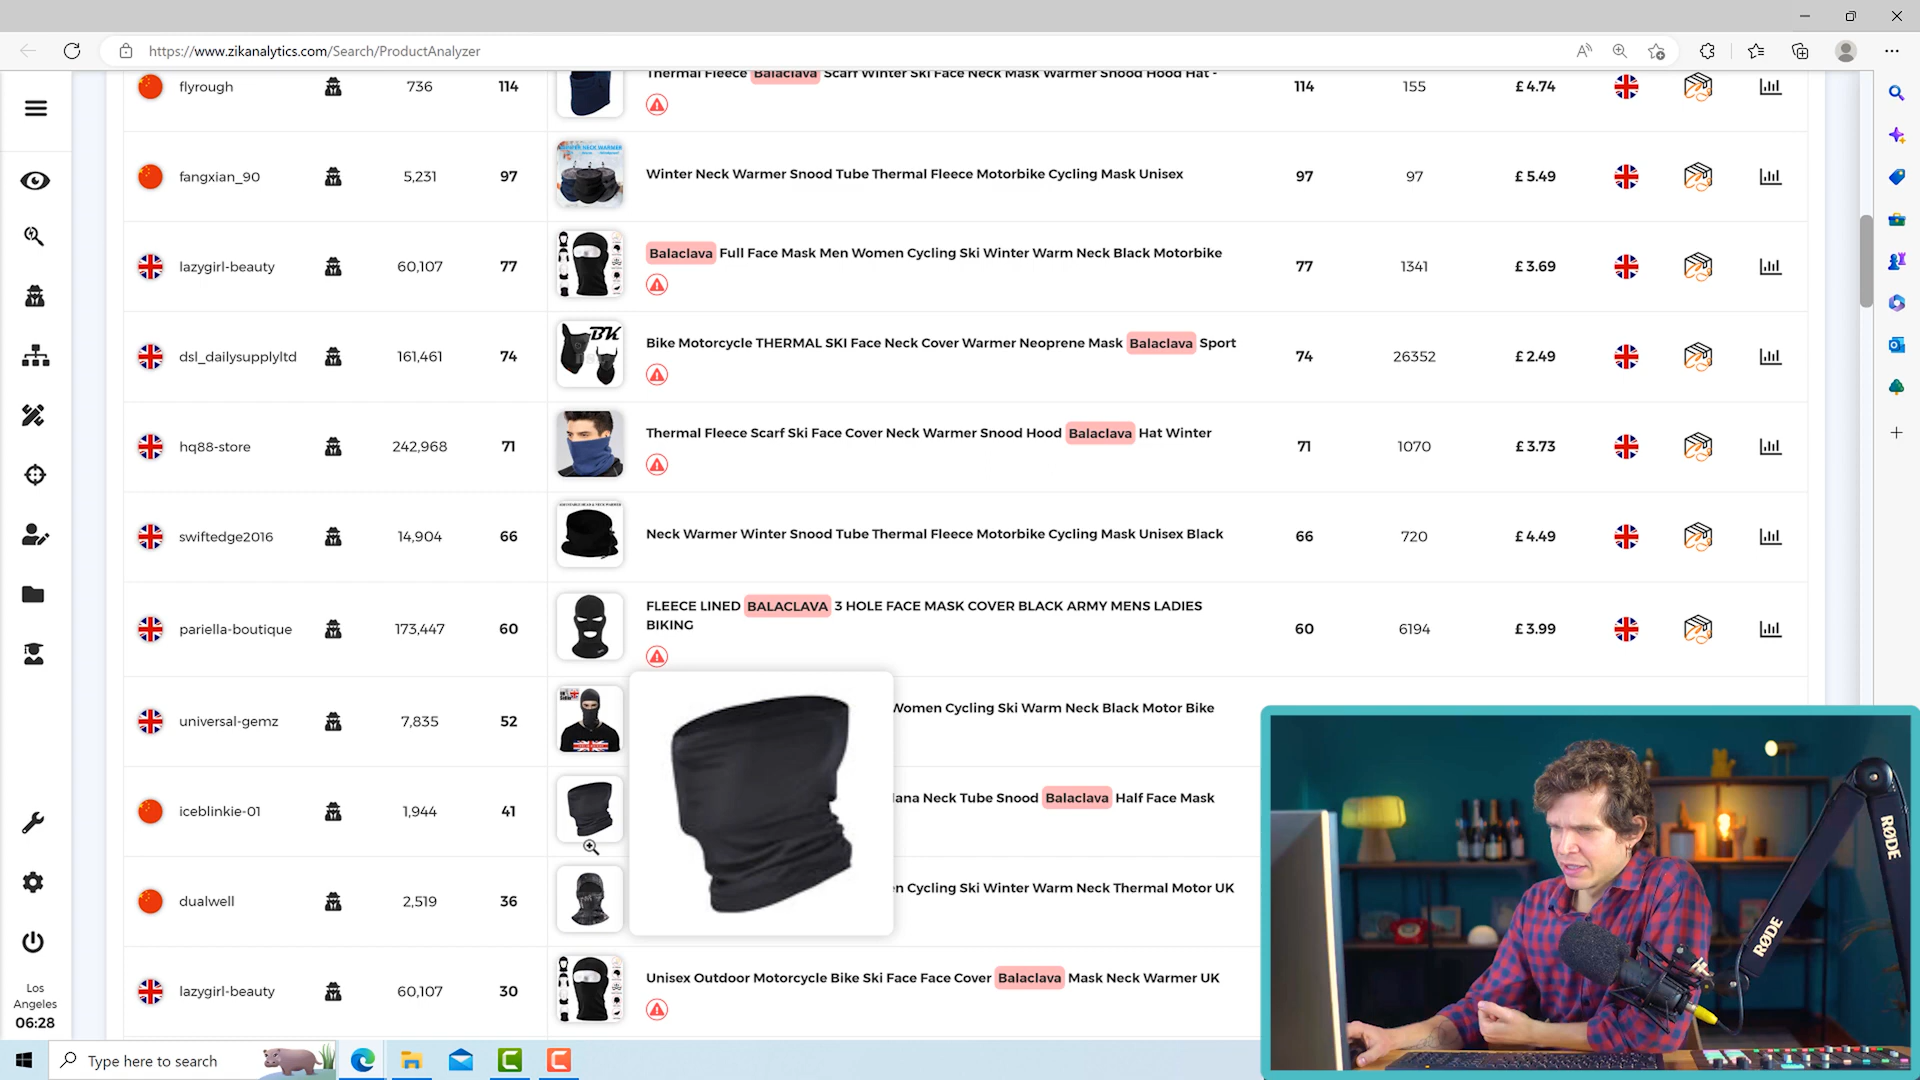 https://www.zikanalytics.com/Search/ProductAnalyzer
flyrough 736 114 Thermal Fleece Balaclava Scarf Winter Ski Face Neck Mask Warmer Snood Hood Hat - 114 155 £ 4.74
fangxian_90 5,231 97 Winter Neck Warmer Snood Tube Thermal Fleece Motorbike Cycling Mask Unisex 97 97 £ 5.49
lazygirl-beauty 60,107 77 Balaclava Full Face Mask Men Women Cycling Ski Winter Warm Neck Black Motorbike 77 1341 £ 3.69
dsl_dailysupplyltd 161,461 74 BK Bike Motorcycle THERMAL SKI Face Neck Cover Warmer Neoprene Mask Balaclava Sport 74 26352 £ 2.49
hq88-store 242,968 71 Thermal Fleece Scarf Ski Face Cover Neck Warmer Snood Hood Balaclava Hat Winter 71 1070 £ 3.73
swiftedge2016 14,904 66 Neck Warmer Winter Snood Tube Thermal Fleece Motorbike Cycling Mask Unisex Black 66 720 £ 4.49
pariella-boutique 173,447 60 FLEECE LINED BALACLAVA 3 HOLE FACE MASK COVER BLACK ARMY MENS LADIES 60 6194 £ 3.99
BIKING
universal-gemz 7,835 52 Women Cycling Ski Warm Neck Black Motor Bike
iceblinkie-01 1,944 41 Neck Tube Snood Balaclava Half Face Mask
dualwell 2,519 36 Cycling Ski Winter Warm Neck Thermal Motor UK
lazygirl-beauty 60,107 30 Unisex Outdoor Motorcycle Bike Ski Face Face Cover Balaclava Mask Neck Warmer UK
Los
Angeles
06:28
Type here to search
RØDE
RØDE